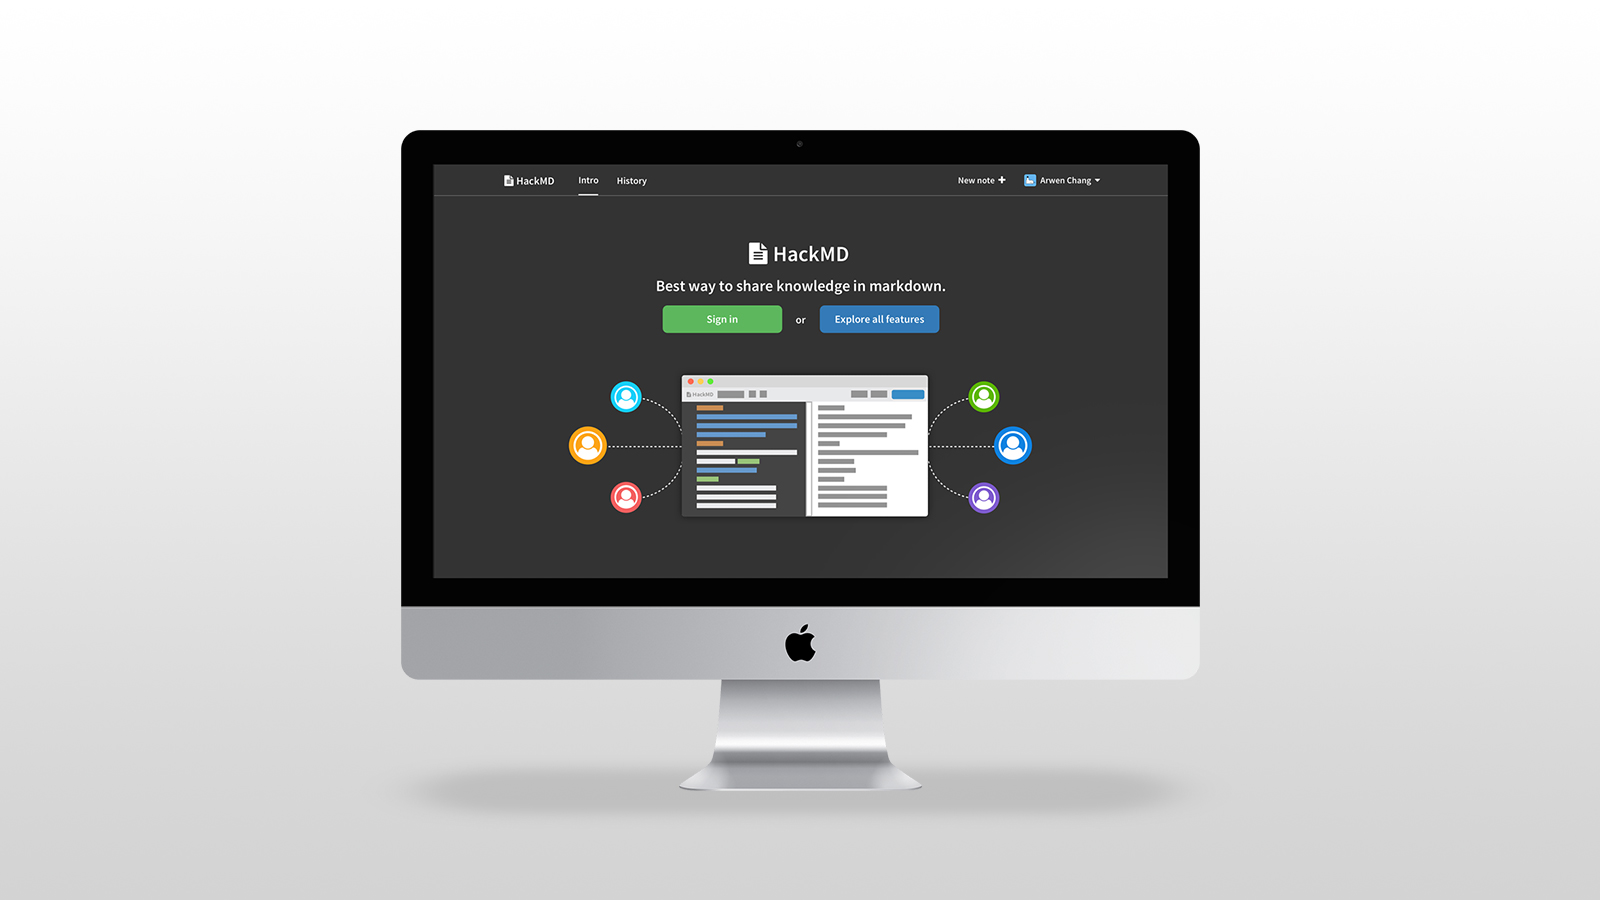 HackMD Intro History New note Arwen Chang
HackMD
Best way to share knowledge in markdown.
Sign in or Explore all features
HackMD